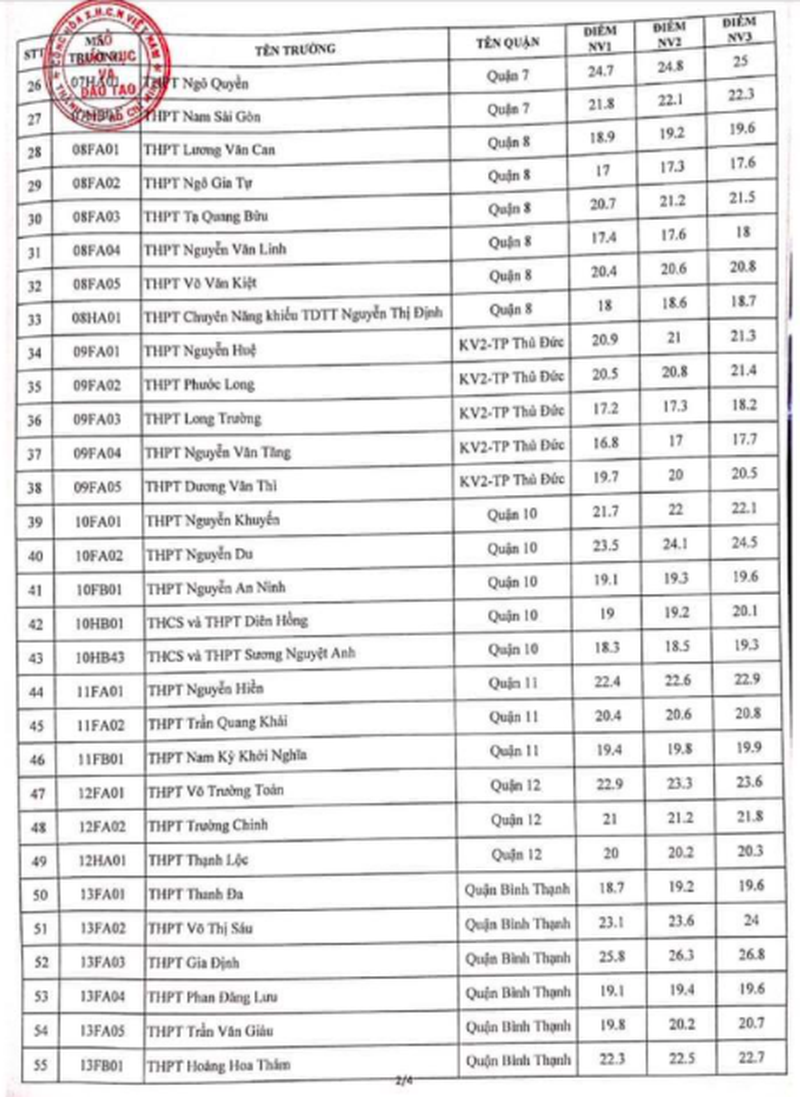 STT MÃ TRƯỜNG TÊN TRƯỜNG TÊN QUẬN ĐIỂM NV1 ĐIỂM NV2 ĐIỂM NV3
26 07HA01 THPT Ngô Quyền Quận 7 24.7 24.8 25
27 THPT Nam Sài Gòn Quận 7 21.8 22.1 22.3
28 08FA01 THPT Lương Văn Can Quận 8 18.9 19.2 19.6
29 08FA02 THPT Ngô Gia Tự Quận 8 17 17.3 17.6
30 08FA03 THPT Tạ Quang Bửu Quận 8 20.7 21.2 21.5
31 08FA04 THPT Nguyễn Văn Linh Quận 8 17.4 17.6 18
32 08FA05 THPT Võ Văn Kiệt Quận 8 20.4 20.6 20.8
33 08HA01 THPT Chuyên Năng khiếu TDTT Nguyễn Thị Định Quận 8 18 18.6 18.7
34 09FA01 THPT Nguyễn Huệ KV2-TP Thủ Đức 20.9 21 21.3
35 09FA02 THPT Phước Long KV2-TP Thủ Đức 20.5 20.8 21.4
36 09FA03 THPT Long Trường KV2-TP Thủ Đức 17.2 17.3 18.2
37 09FA04 THPT Nguyễn Văn Tăng KV2-TP Thủ Đức 16.8 17 17.7
38 09FA05 THPT Dương Văn Thì KV2-TP Thủ Đức 19.7 20 20.5
39 10FA01 THPT Nguyễn Khuyến Quận 10 21.7 22 22.1
40 10FA02 THPT Nguyễn Du Quận 10 23.5 24.1 24.5
41 10FB01 THPT Nguyễn An Ninh Quận 10 19.1 19.3 19.6
42 10HB01 THCS và THPT Diên Hồng Quận 10 19 19.2 20.1
43 10HB43 THCS và THPT Sương Nguyệt Anh Quận 10 18.3 18.5 19.3
44 11FA01 THPT Nguyễn Hiền Quận 11 22.4 22.6 22.9
45 11FA02 THPT Trần Quang Khải Quận 11 20.4 20.6 20.8
46 11FB01 THPT Nam Kỳ Khởi Nghĩa Quận 11 19.4 19.8 19.9
47 12FA01 THPT Võ Trường Toản Quận 12 22.9 23.3 23.6
48 12FA02 THPT Trường Chinh Quận 12 21 21.2 21.8
49 12HA01 THPT Thạnh Lộc Quận 12 20 20.2 20.3
50 13FA01 THPT Thanh Đa Quận Bình Thạnh 18.7 19.2 19.6
51 13FA02 THPT Võ Thị Sáu Quận Bình Thạnh 23.1 23.6 24
52 13FA03 THPT Gia Định Quận Bình Thạnh 25.8 26.3 26.8
53 13FA04 THPT Phan Đăng Lưu Quận Bình Thạnh 19.1 19.4 19.6
54 13FA05 THPT Trần Văn Giàu Quận Bình Thạnh 19.8 20.2 20.7
55 13FB01 THPT Hoàng Hoa Thám Quận Bình Thạnh 22.3 22.5 22.7
2/4